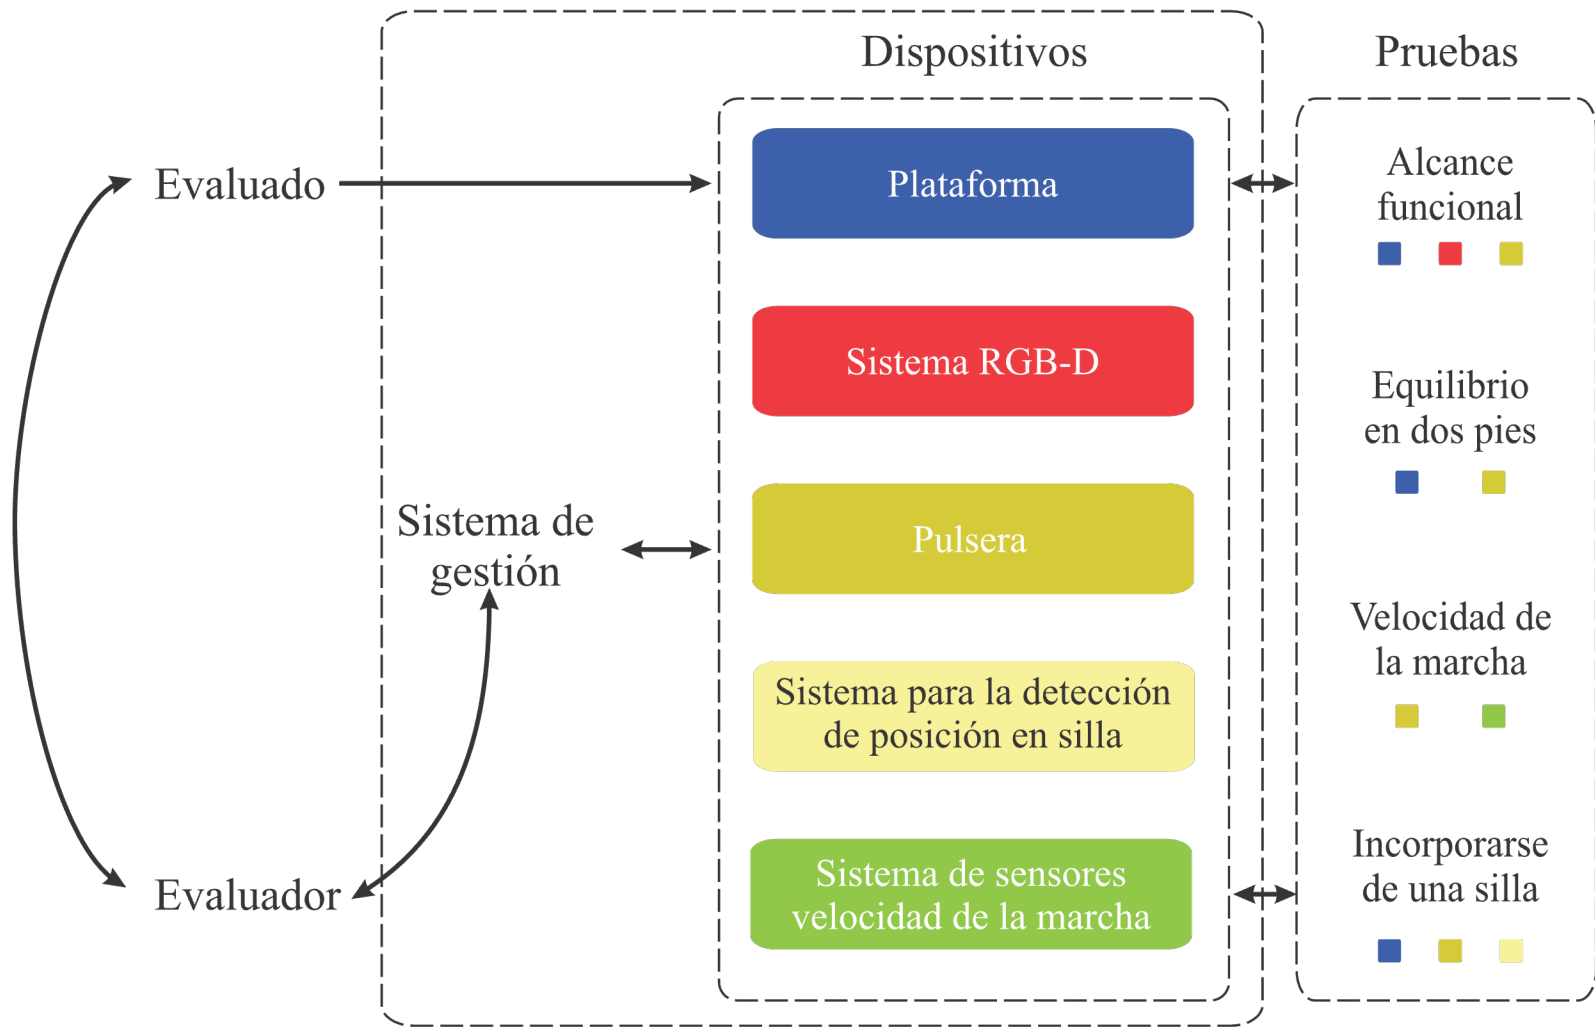 Dispositivos
Pruebas
Evaluado
Plataforma
Alcance
funcional
Sistema RGB-D
Equilibrio
en dos pies
Sistema de
gestión
Pulsera
Velocidad de
la marcha
Sistema para la detección
de posición en silla
Evaluador
Sistema de sensores
velocidad de la marcha
Incorporarse
de una silla